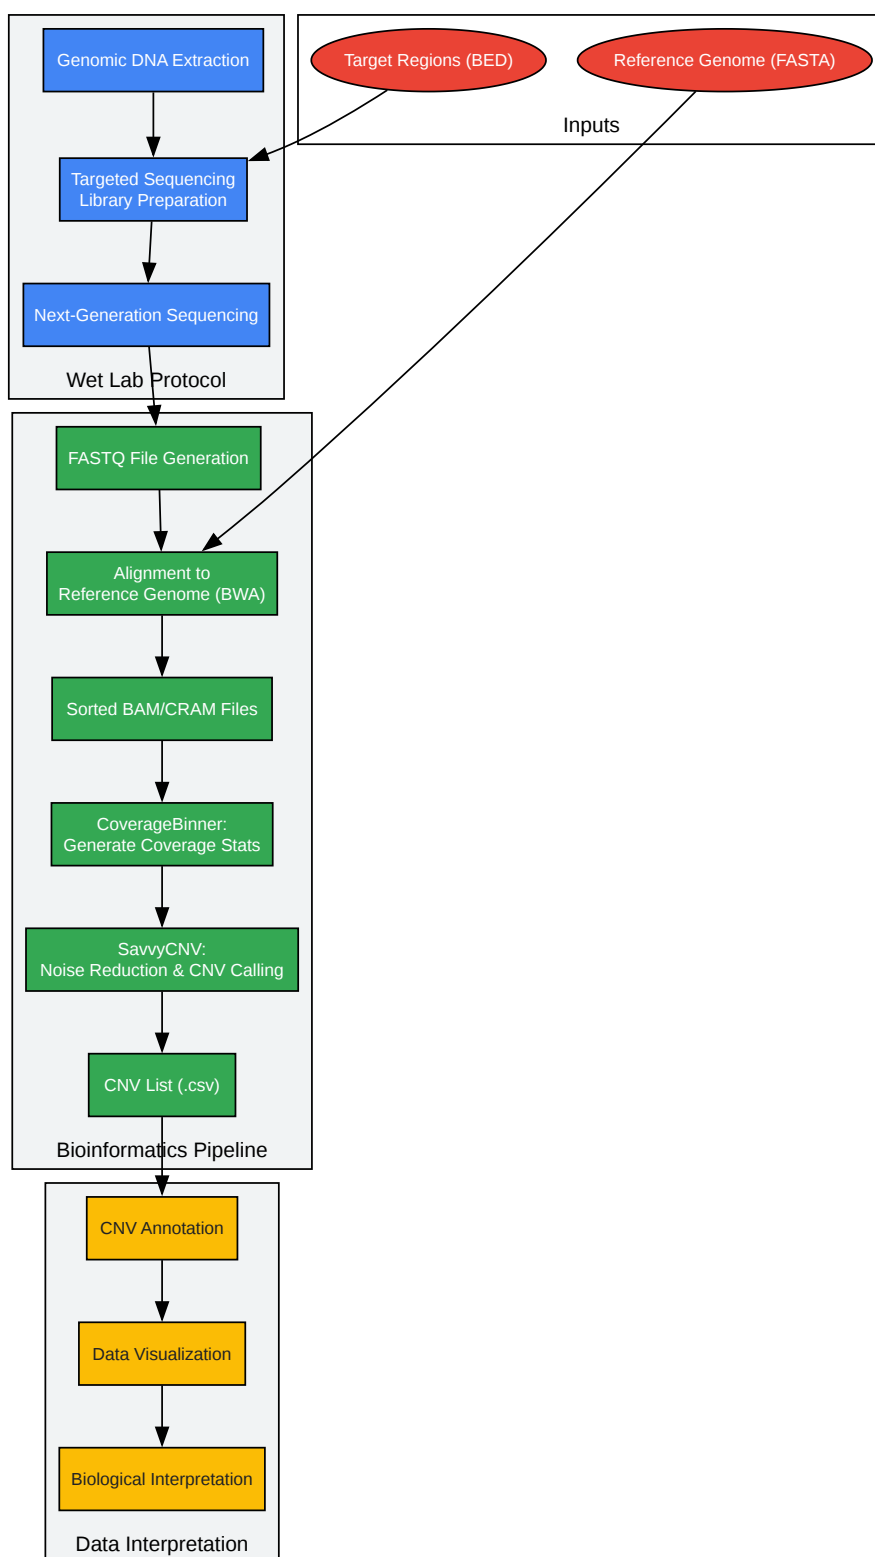 Genomic DNA Extraction
Target Regions (BED)
Reference Genome (FASTA)
Inputs
Targeted Sequencing
Library Preparation
Next-Generation Sequencing
Wet Lab Protocol
FASTQ File Generation
Alignment to
Reference Genome (BWA)
Sorted BAM/CRAM Files
CoverageBinner:
Generate Coverage Stats
SavvyCNV:
Noise Reduction & CNV Calling
CNV List (.csv)
Bioinformatics Pipeline
CNV Annotation
Data Visualization
Biological Interpretation
Data Interpretation